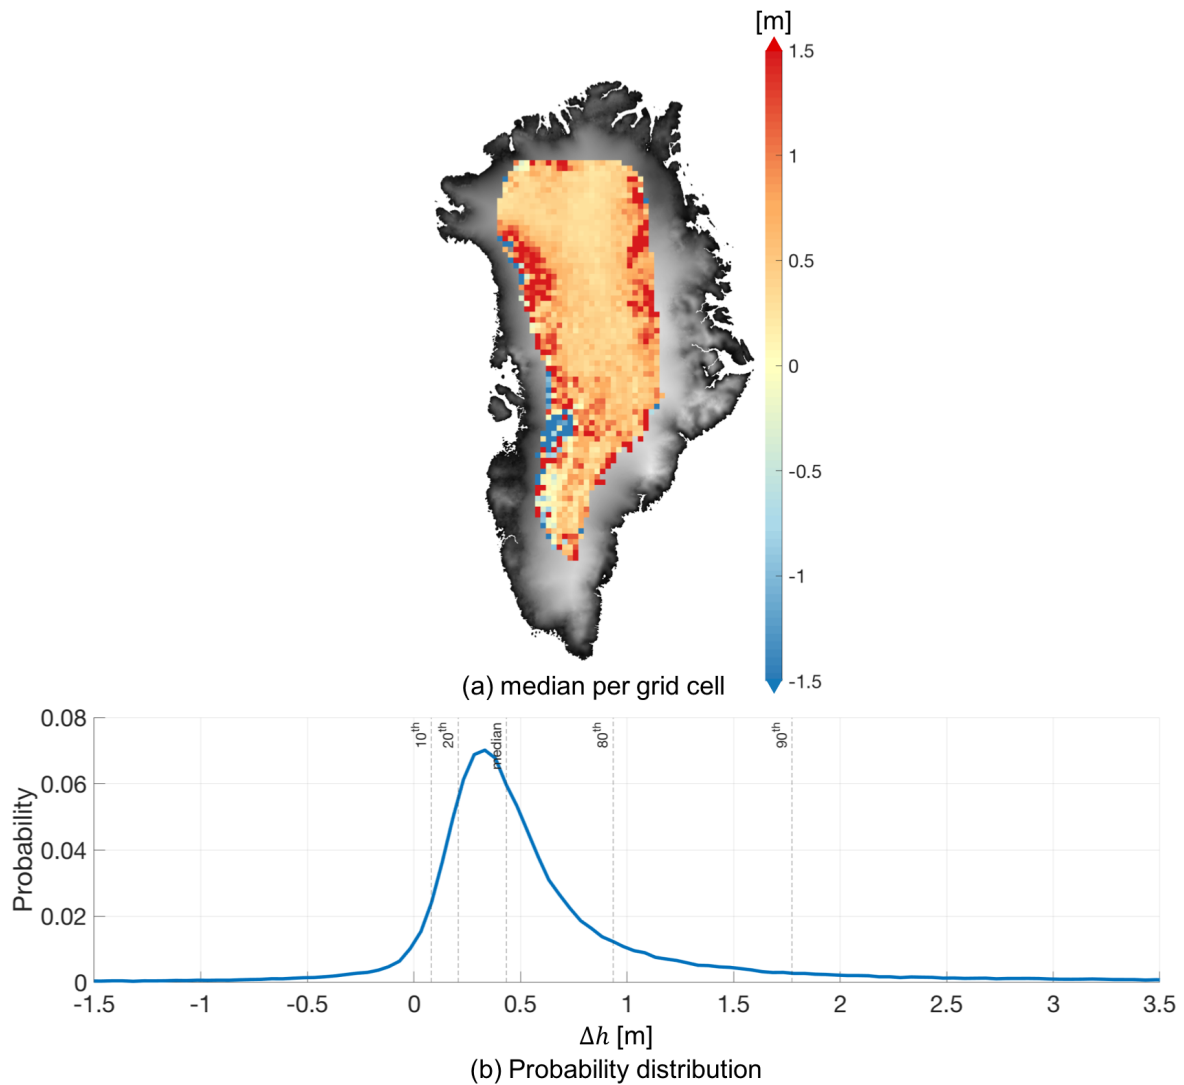 [m]
1.5
1
0.5
0
-0.5
-1
-1.5
(a) median per grid cell
0.08
0.06
0.04
0.02
0
Probability
10th
20th
median
80th
90th
-1.5 -1 -0.5 0 0.5 1 1.5 2 2.5 3 3.5
Δh [m]
(b) Probability distribution